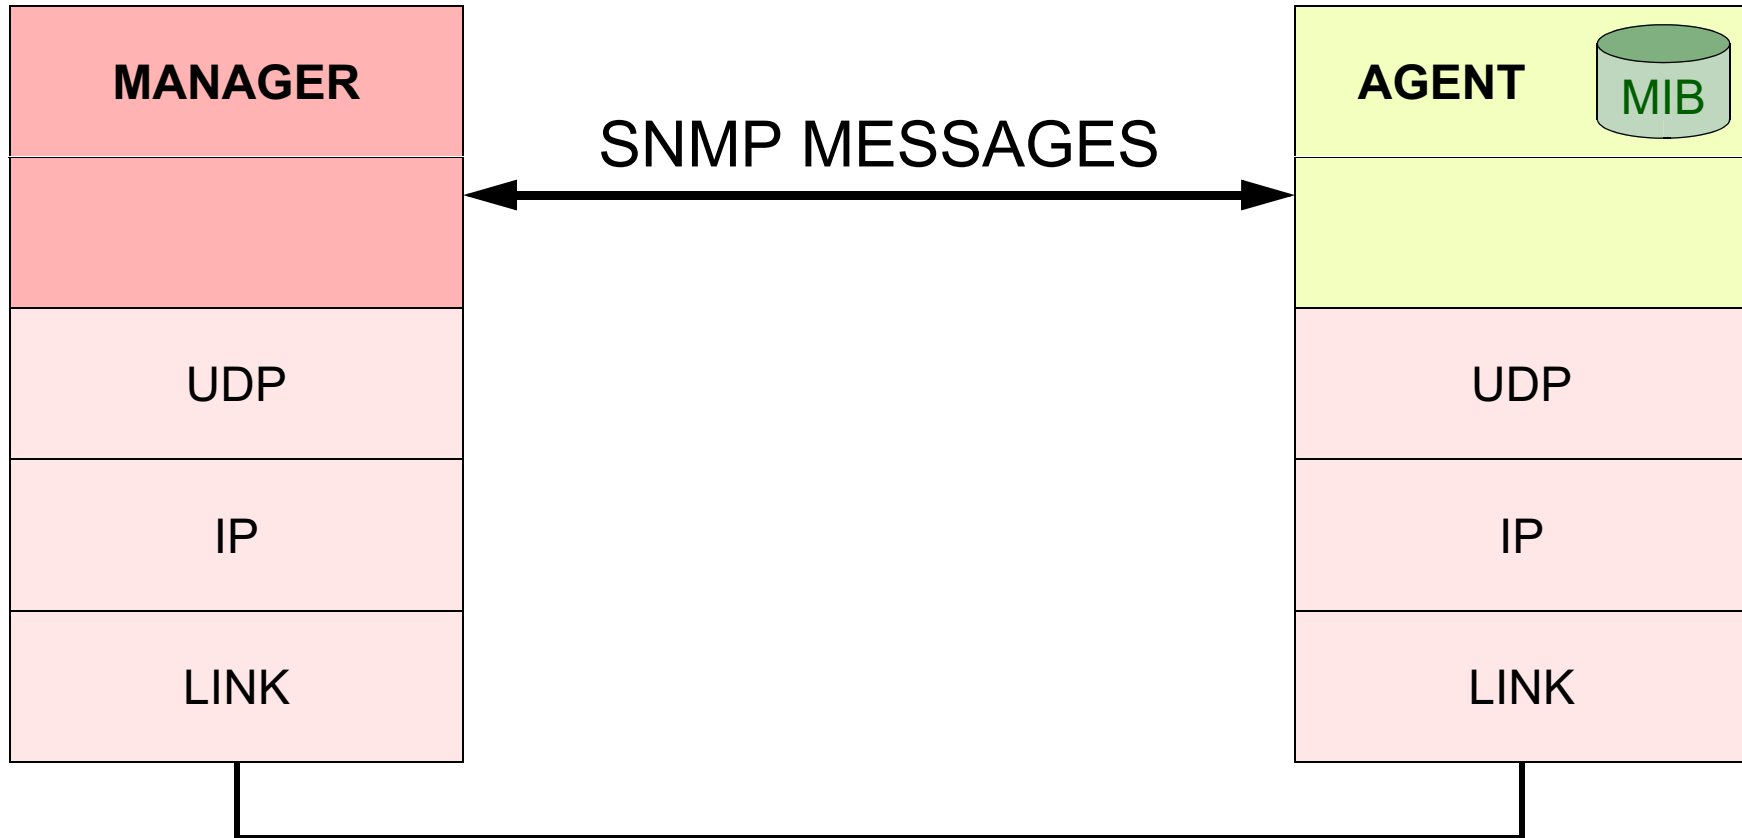 MANAGER
AGENT
MIB
SNMP MESSAGES
UDP
UDP
IP
IP
LINK
LINK